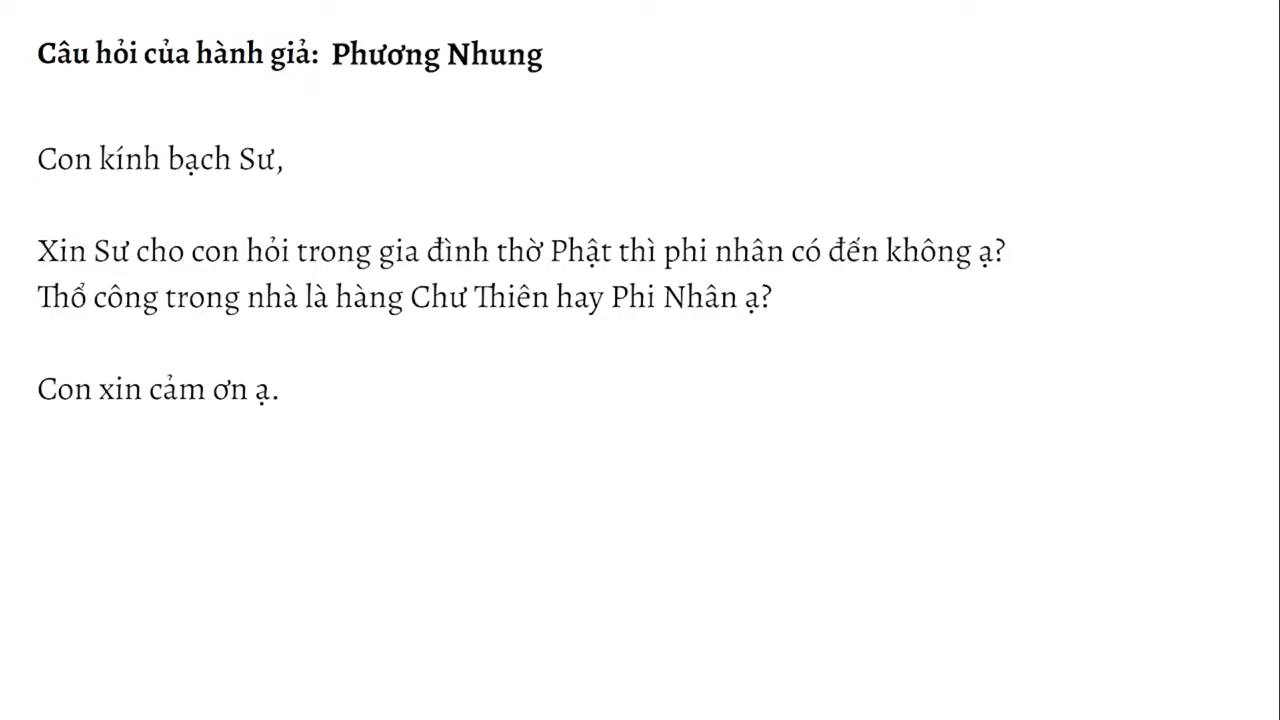 Câu hỏi của hành giả: Phương Nhung
Con kính bạch Sư,
Xin Sư cho con hỏi trong gia đình thờ Phật thì phi nhân có đến không ạ?
Thổ công trong nhà là hàng Chư Thiên hay Phi Nhân ạ?
Con xin cảm ơn ạ.